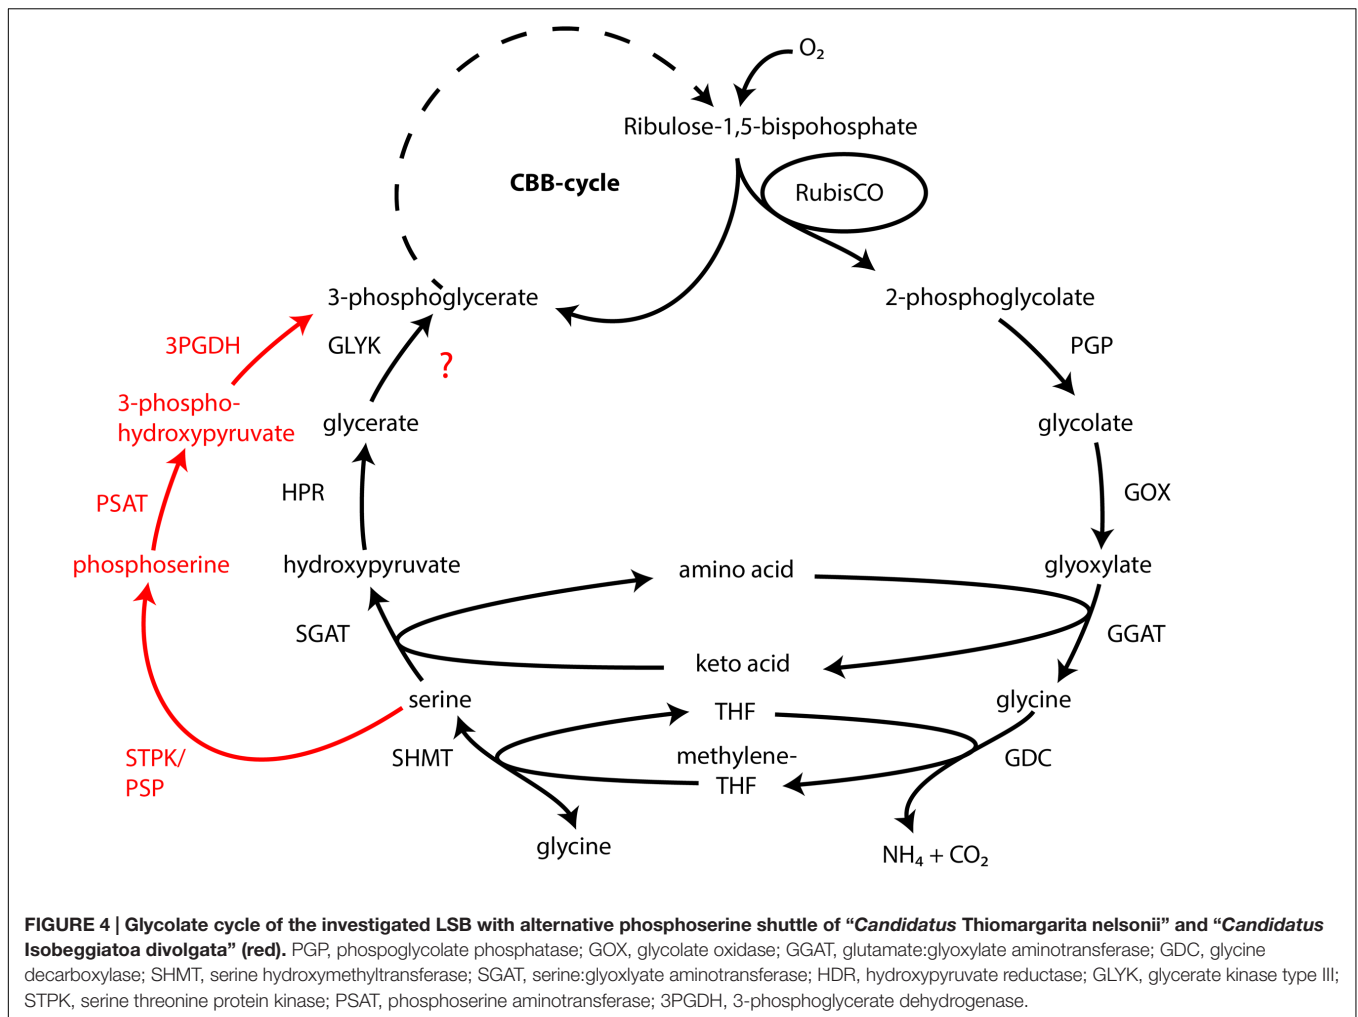 O₂
Ribulose-1,5-bispohosphate
CBB-cycle
RubisCO
3-phosphoglycerate
2-phosphoglycolate
3PGDH
GLYK
?
PGP
3-phospho-
hydroxypyruvate
glycerate
glycolate
PSAT
HPR
GOX
phosphoserine
hydroxypyruvate
amino acid
glyoxylate
SGAT
GGAT
keto acid
serine
THF
glycine
STPK/
PSP
SHMT
methylene-
THF
GDC
glycine
NH₄ + CO₂
FIGURE 4 | Glycolate cycle of the investigated LSB with alternative phosphoserine shuttle of “Candidatus Thiomargarita nelsonii” and “Candidatus
Isobeggiatoa divolgata” (red). PGP, phospoglycolate phosphatase; GOX, glycolate oxidase; GGAT, glutamate:glyoxylate aminotransferase; GDC, glycine
decarboxylase; SHMT, serine hydroxymethyltransferase; SGAT, serine:glyoxlyate aminotransferase; HDR, hydroxypyruvate reductase; GLYK, glycerate kinase type III;
STPK, serine threonine protein kinase; PSAT, phosphoserine aminotransferase; 3PGDH, 3-phosphoglycerate dehydrogenase.